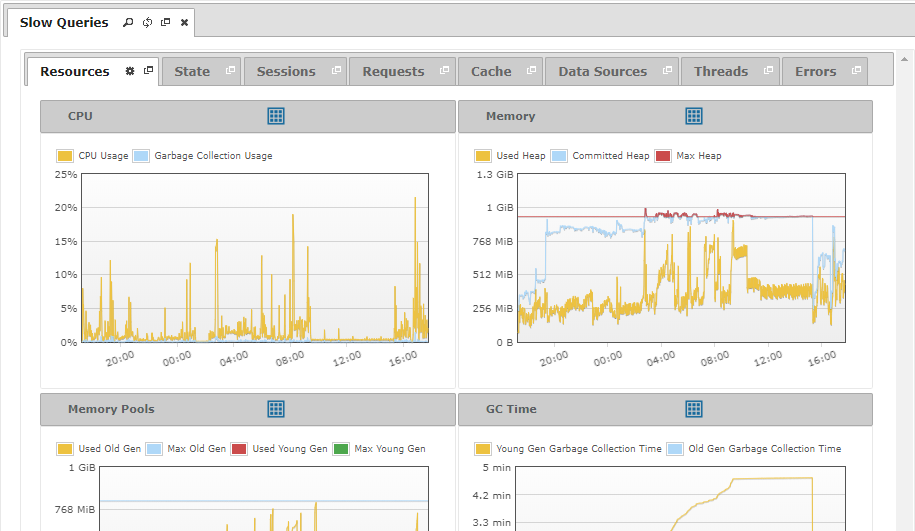 Slow Queries
Resources State Sessions Requests Cache Data Sources Threads Errors
CPU
CPU Usage Garbage Collection Usage
25%
20%
15%
10%
5%
0%
20:00 00:00 04:00 08:00 12:00 16:00
Memory
Used Heap Committed Heap Max Heap
1.3 GiB
1 GiB
768 MiB
512 MiB
256 MiB
0 B
20:00 00:00 04:00 08:00 12:00 16:00
Memory Pools
Used Old Gen Max Old Gen Used Young Gen Max Young Gen
1 GiB
768 MiB
GC Time
Young Gen Garbage Collection Time Old Gen Garbage Collection Time
5 min
4.2 min
3.3 min